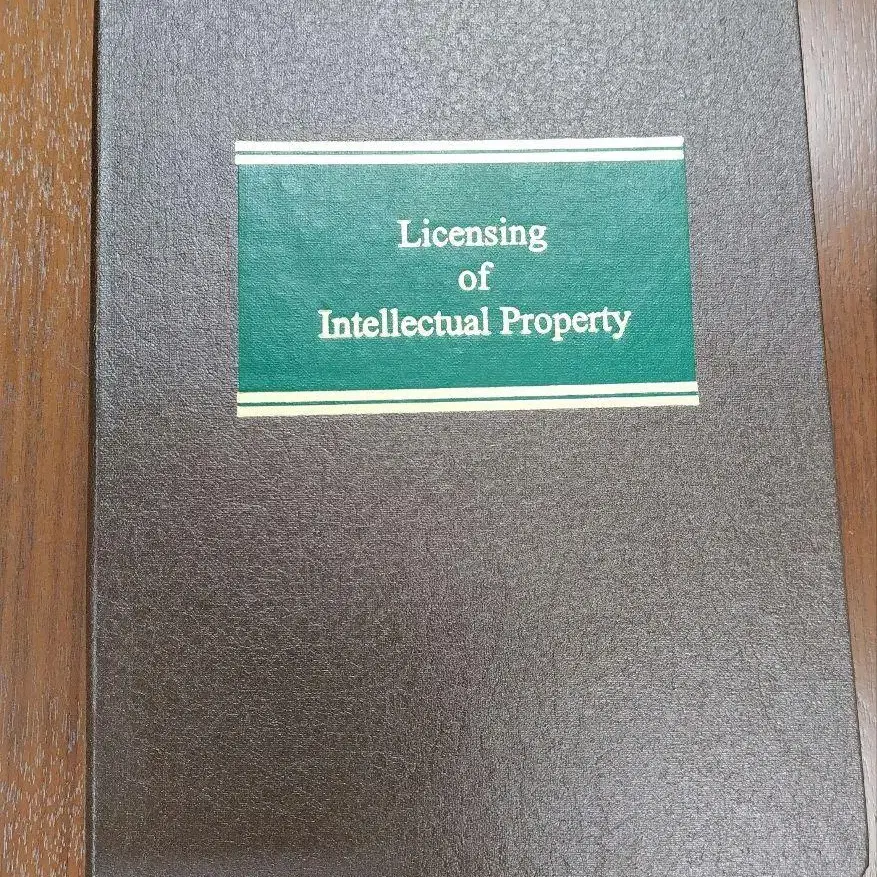 Licensing
of
Intellectual Property